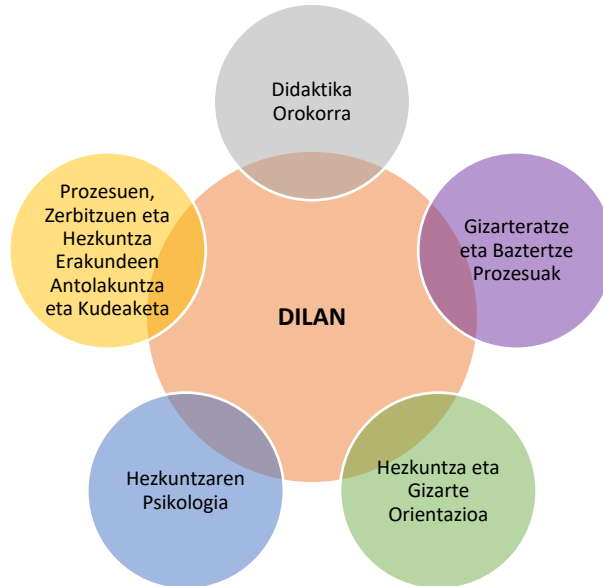 Didaktika
Orokorra
Prozesuen,
Zerbitzuen eta
Hezkuntza
Erakundeen
Antolakuntza
eta Kudeaketa
Gizarteratze
eta Baztertze
Prozesuak
DILAN
Hezkuntzaren
Psikologia
Hezkuntza eta
Gizarte
Orientazioa